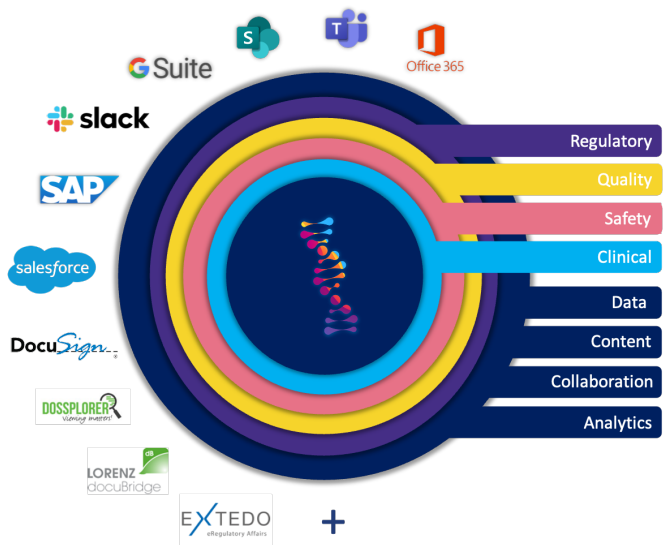 S
T
G Suite
Office 365
slack
SAP
salesforce
DocuSign
DOSSPLORER
Viewing matters!
LORENZ
dB
docuBridge
EXTEDO
eRegulatory Affairs
+
Regulatory
Quality
Safety
Clinical
Data
Content
Collaboration
Analytics